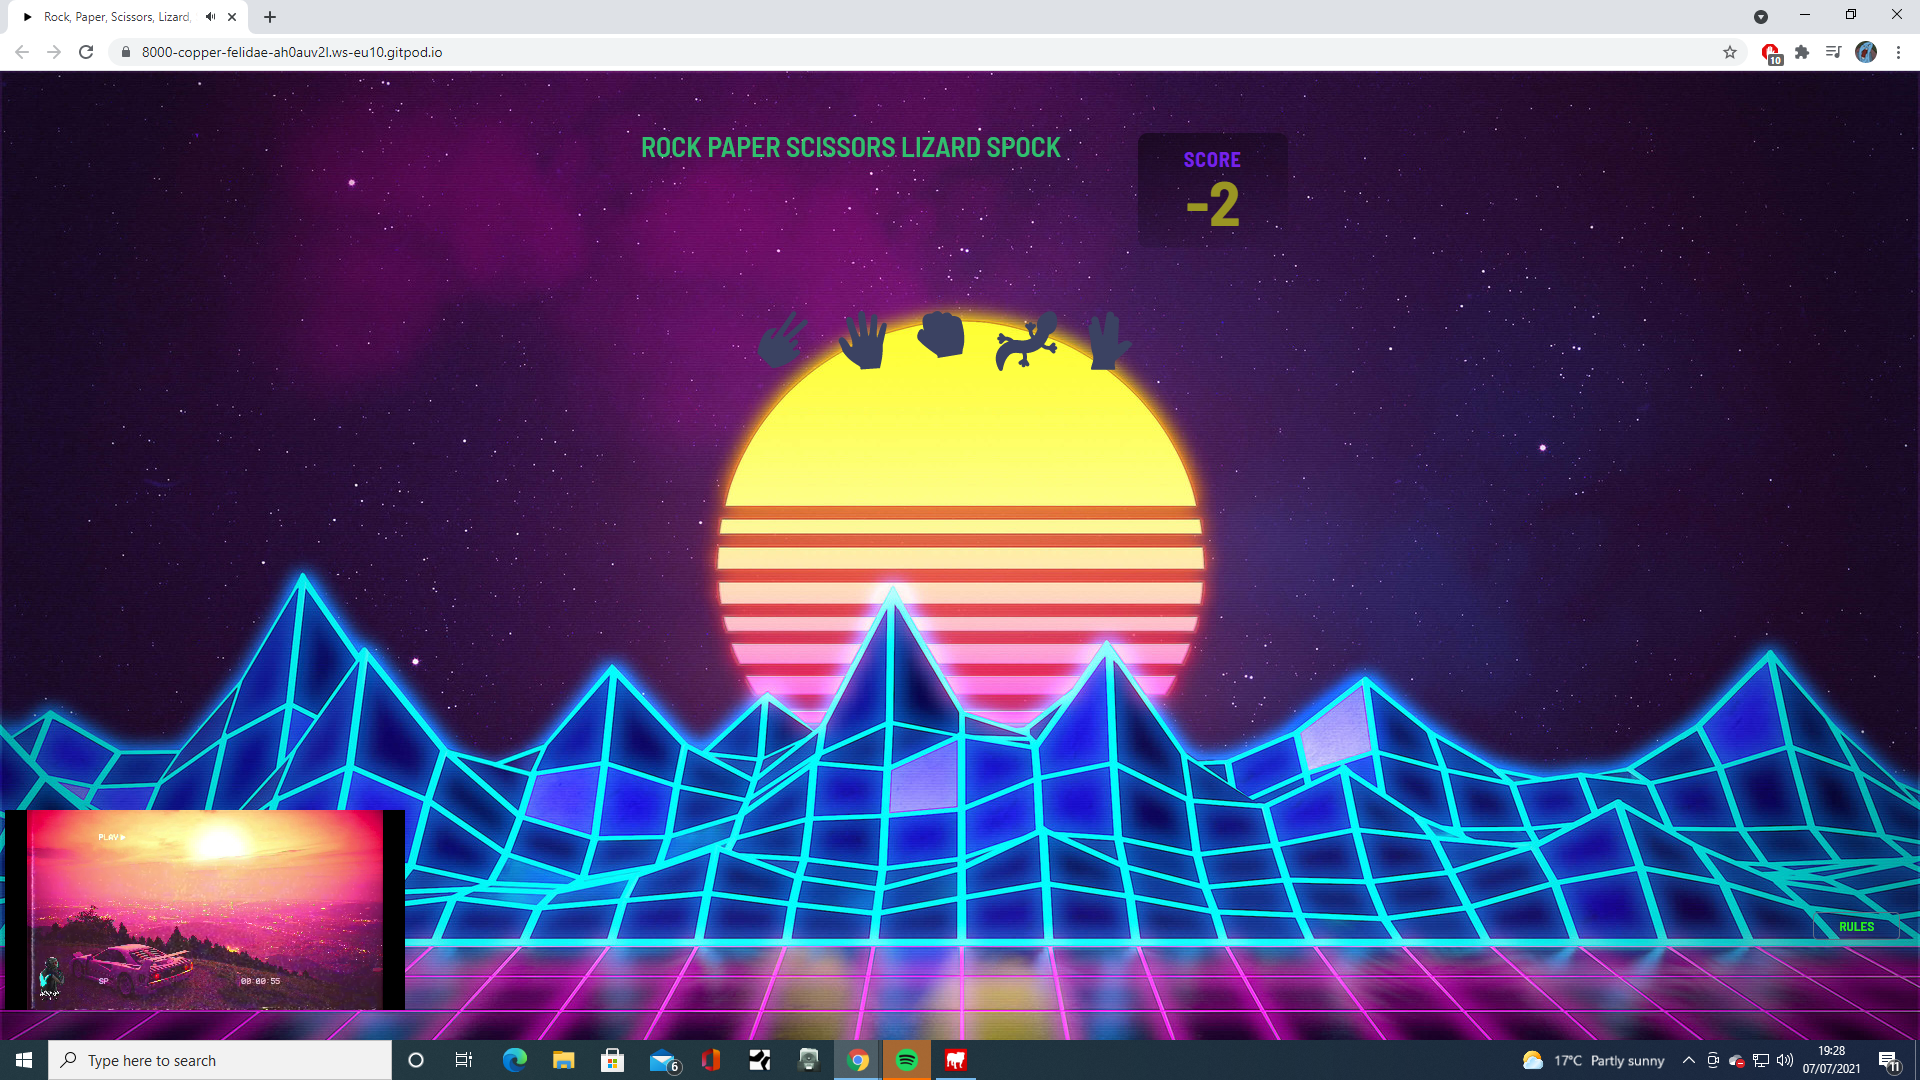 Rock, Paper, Scissors, Lizard,
8000-copper-felidae-ah0auv2l.ws-eu10.gitpod.io
10
ROCK PAPER SCISSORS LIZARD SPOCK
SCORE
-2
PLAY
SP
00:00:55
RULES
Type here to search
6
17°C Partly sunny
19:28
07/07/2021
11